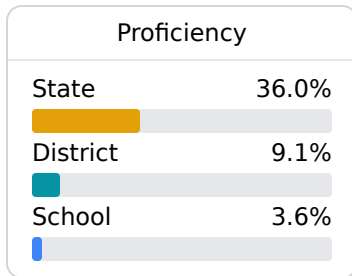 Proficiency
State 36.0%
District 9.1%
School 3.6%